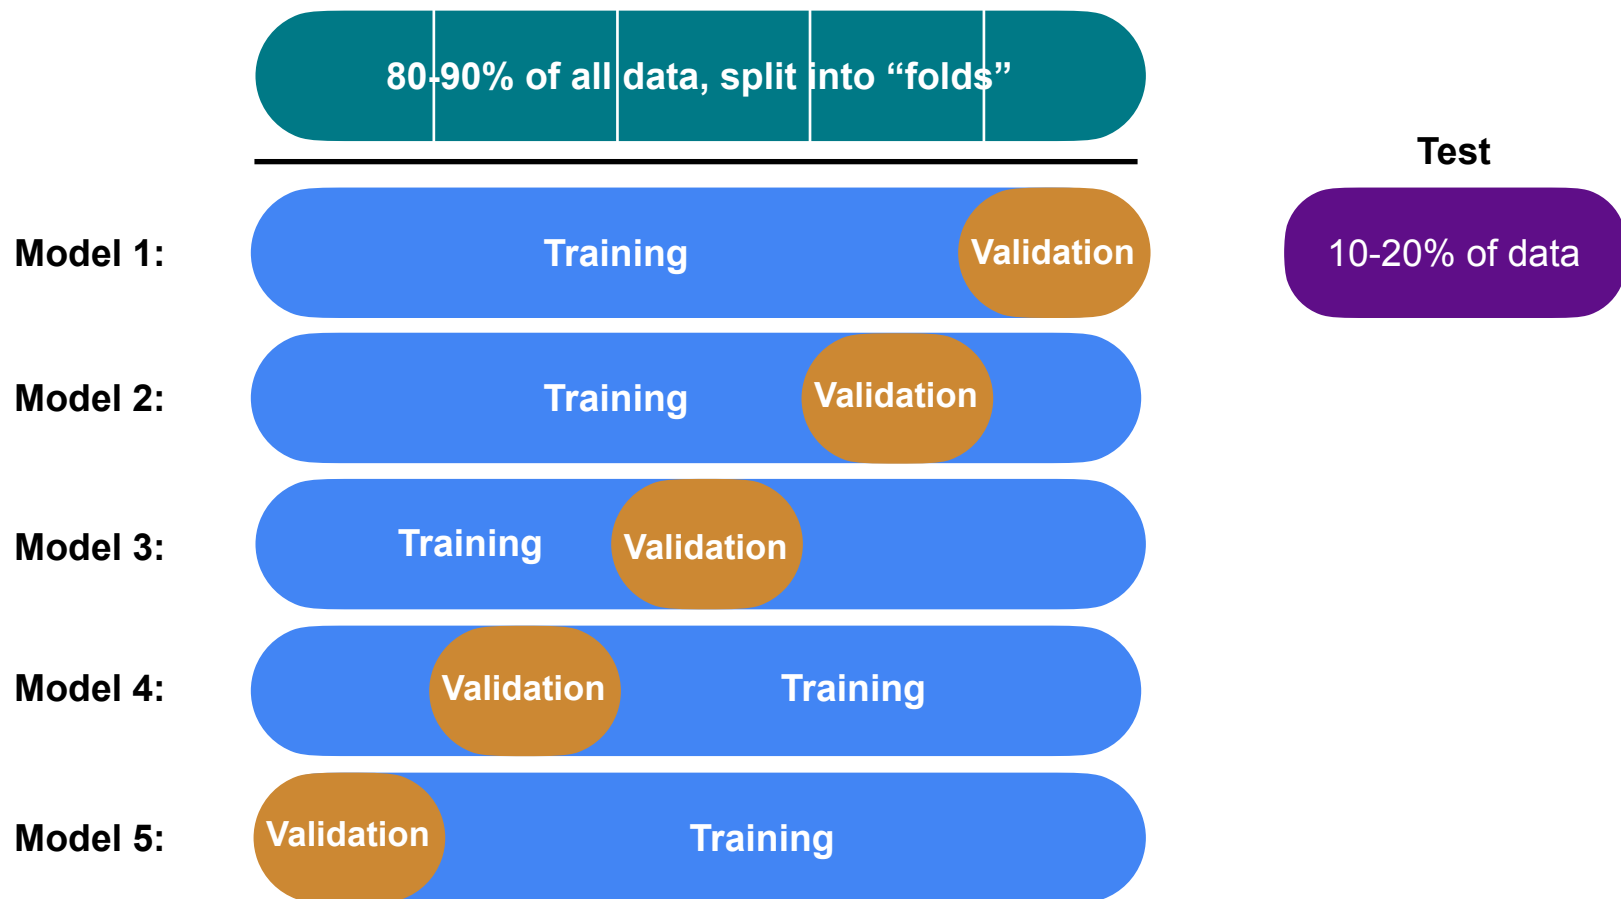 80-90% of all data, split into “folds”
Test
Model 1:
Training
Validation
10-20% of data
Model 2:
Training
Validation
Model 3:
Training
Validation
Model 4:
Validation
Training
Model 5:
Validation
Training